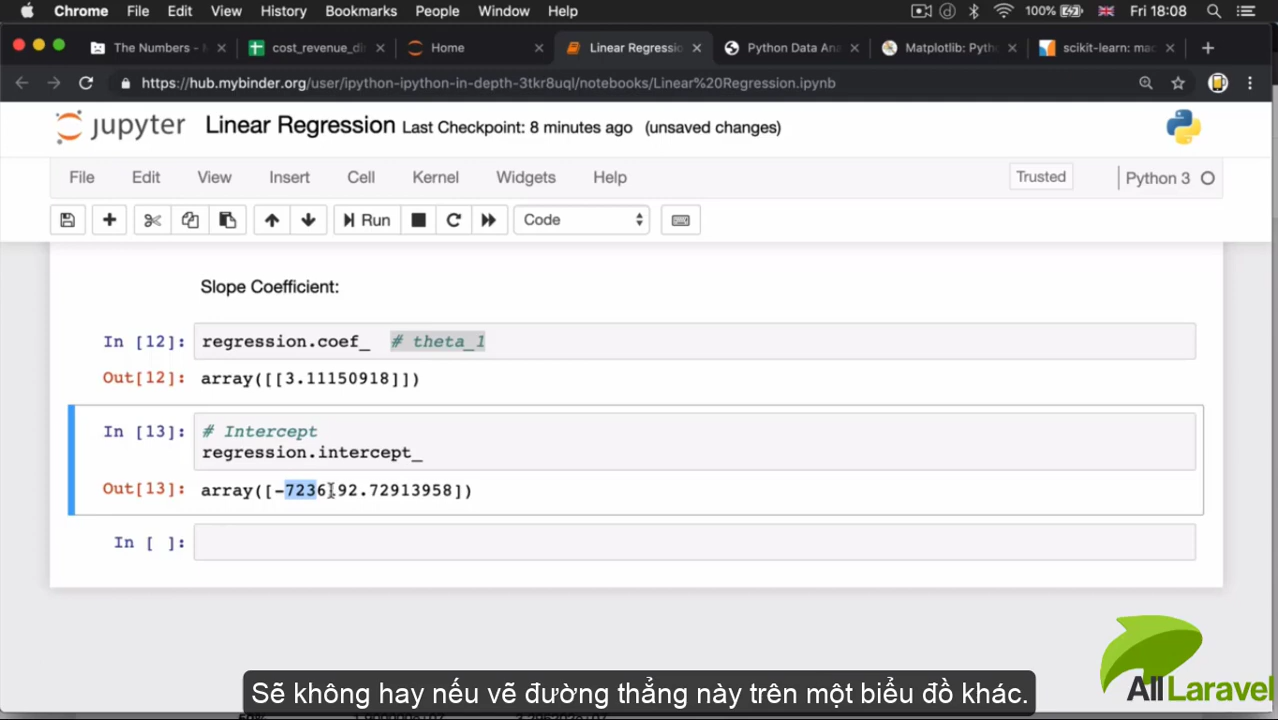 Chrome File Edit View History Bookmarks People Window Help 100% Fri 18:08
The Numbers - cost_revenue_di Home Linear Regressio Python Data Ana Matplotlib: Pyth scikit-learn: mac
https://hub.mybinder.org/user/ipython-ipython-in-depth-3tkr8uql/notebooks/Linear%20Regression.ipynb
jupyter Linear Regression Last Checkpoint: 8 minutes ago (unsaved changes)
File Edit View Insert Cell Kernel Widgets Help Trusted Python 3
Run Code
Slope Coefficient:
In [12]: regression.coef_ # theta_1
Out[12]: array([[3.11150918]])
In [13]: # Intercept
regression.intercept_
Out[13]: array([-7236 92.72913958])
In [ ]:
Sẽ không hay nếu vẽ đường thẳng này trên một biểu đồ khác.
AllLaravel